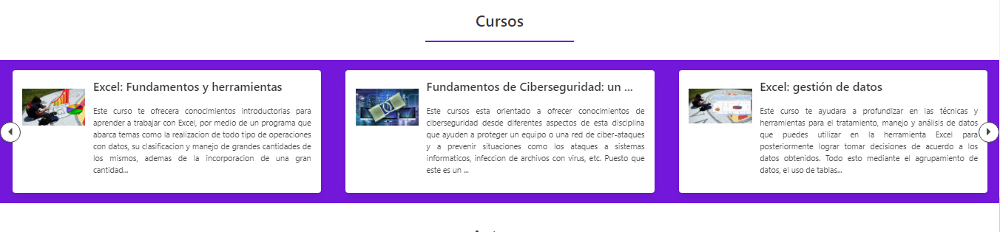 Cursos
Excel: Fundamentos y herramientas
Este curso te ofrecera conocimientos introductorias para
aprender a trabajar con Excel, por medio de un programa que
abarca temas como la realizacion de todo tipo de operaciones
con datos, su clasificacion y manejo de grandes cantidades de
los mismos, ademas de la incorporacion de una gran
cantidad...
Fundamentos de Ciberseguridad: un ...
Este cursos esta orientado a ofrecer conocimientos de
ciberseguridad desde diferentes aspectos de esta disciplina
que ayuden a proteger un equipo o una red de ciber-ataques
y a prevenir situaciones como los ataques a sistemas
informaticos, infeccion de archivos con virus, etc. Puesto que
este es un ...
Excel: gestión de datos
Este curso te ayudara a profundizar en las técnicas y
herramientas para el tratamiento, manejo y análisis de datos
que puedes utilizar en la herramienta Excel para
posteriormente lograr tomar decisiones de acuerdo a los
datos obtenidos. Todo esto mediante el agrupamiento de
datos, el uso de tablas...